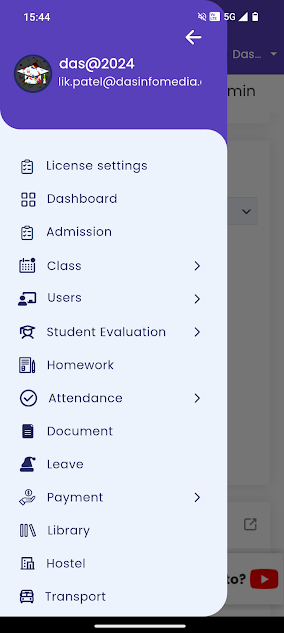 15:44
5G
das@2024
lik.patel@dasinfomedia.
Das...
min
License settings
Dashboard
Admission
Class
Users
Student Evaluation
Homework
Attendance
Document
Leave
Payment
Library
Hostel
to?
Transport